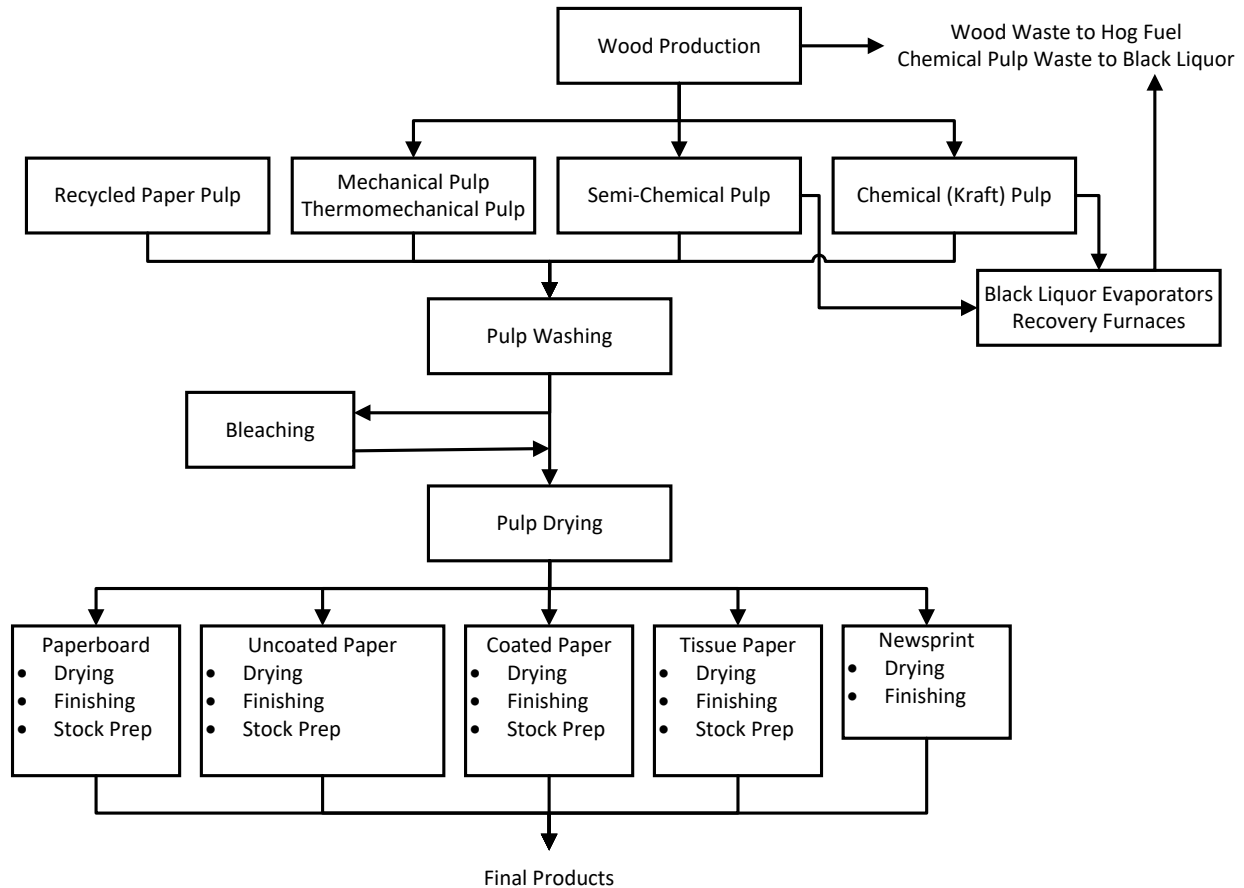 Wood Production
Wood Waste to Hog Fuel
Chemical Pulp Waste to Black Liquor
Recycled Paper Pulp
Mechanical Pulp
Thermomechanical Pulp
Semi-Chemical Pulp
Chemical (Kraft) Pulp
Black Liquor Evaporators
Recovery Furnaces
Pulp Washing
Bleaching
Pulp Drying
Paperboard
• Drying
• Finishing
• Stock Prep
Uncoated Paper
• Drying
• Finishing
• Stock Prep
Coated Paper
• Drying
• Finishing
• Stock Prep
Tissue Paper
• Drying
• Finishing
• Stock Prep
Newsprint
• Drying
• Finishing
Final Products